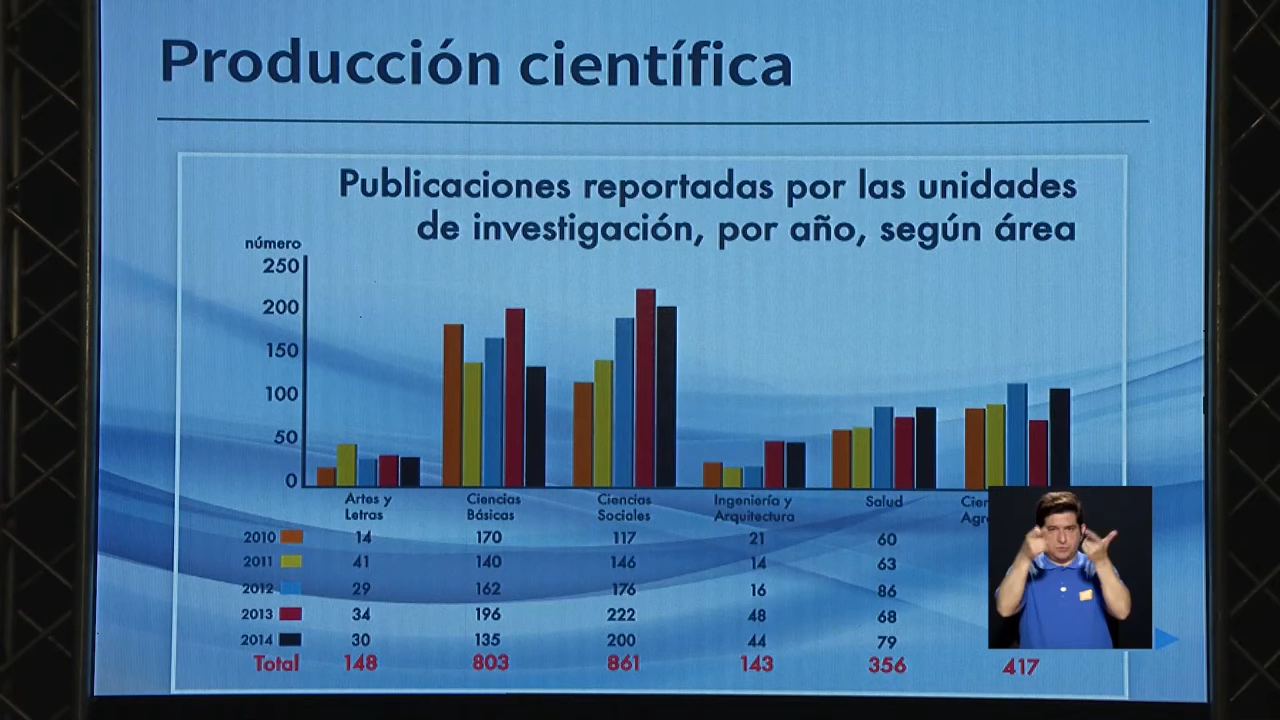 Producción científica
Publicaciones reportadas por las unidades
de investigación, por año, según área
número
250
200
150
100
50
0
Artes y Letras
Ciencias Básicas
Ciencias Sociales
Ingeniería y Arquitectura
Salud
2010 14 170 117 21 60
2011 41 140 146 14 63
2012 29 162 176 16 86
2013 34 196 222 48 68
2014 30 135 200 44 79
Total 148 803 861 143 356 417